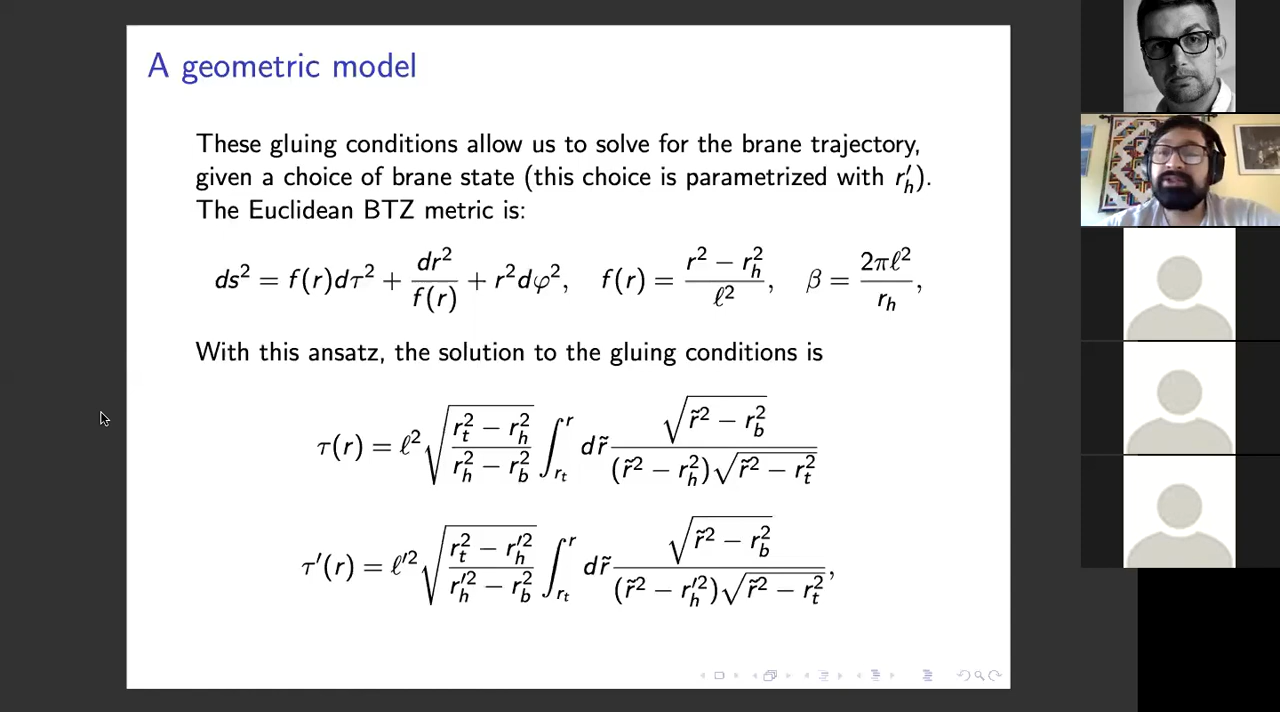 A geometric model
These gluing conditions allow us to solve for the brane trajectory,
given a choice of brane state (this choice is parametrized with r′_h).
The Euclidean BTZ metric is:
ds² = f(r)dτ² + dr²/f(r) + r²dφ², f(r) = (r² − r_h²)/ℓ², β = 2πℓ²/r_h,
With this ansatz, the solution to the gluing conditions is
τ(r) = ℓ² √((r_t² − r_h²)/(r_h² − r_b²)) ∫_{r_t}^{r} dr̃ √(r̃² − r_b²)/((r̃² − r_h²)√(r̃² − r_t²))
τ′(r) = ℓ′² √((r_t² − r′_h²)/(r′_h² − r_b²)) ∫_{r_t}^{r} dr̃ √(r̃² − r_b²)/((r̃² − r′_h²)√(r̃² − r_t²)),